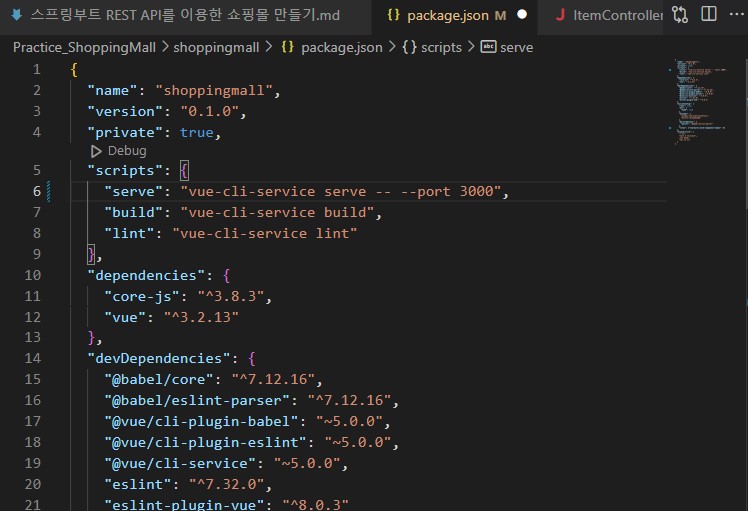 스프링부트 REST API를 이용한 쇼핑몰 만들기.md
{} package.json M
J ItemController
Practice_ShoppingMall > shoppingmall > {} package.json > {} scripts > abc serve
1 {
2 "name": "shoppingmall",
3 "version": "0.1.0",
4 "private": true,
Debug
5 "scripts": {
6 "serve": "vue-cli-service serve -- --port 3000",
7 "build": "vue-cli-service build",
8 "lint": "vue-cli-service lint"
9 },
10 "dependencies": {
11 "core-js": "^3.8.3",
12 "vue": "^3.2.13"
13 },
14 "devDependencies": {
15 "@babel/core": "^7.12.16",
16 "@babel/eslint-parser": "^7.12.16",
17 "@vue/cli-plugin-babel": "~5.0.0",
18 "@vue/cli-plugin-eslint": "~5.0.0",
19 "@vue/cli-service": "~5.0.0",
20 "eslint": "^7.32.0",
21 "eslint-plugin-vue": "^8.0.3"